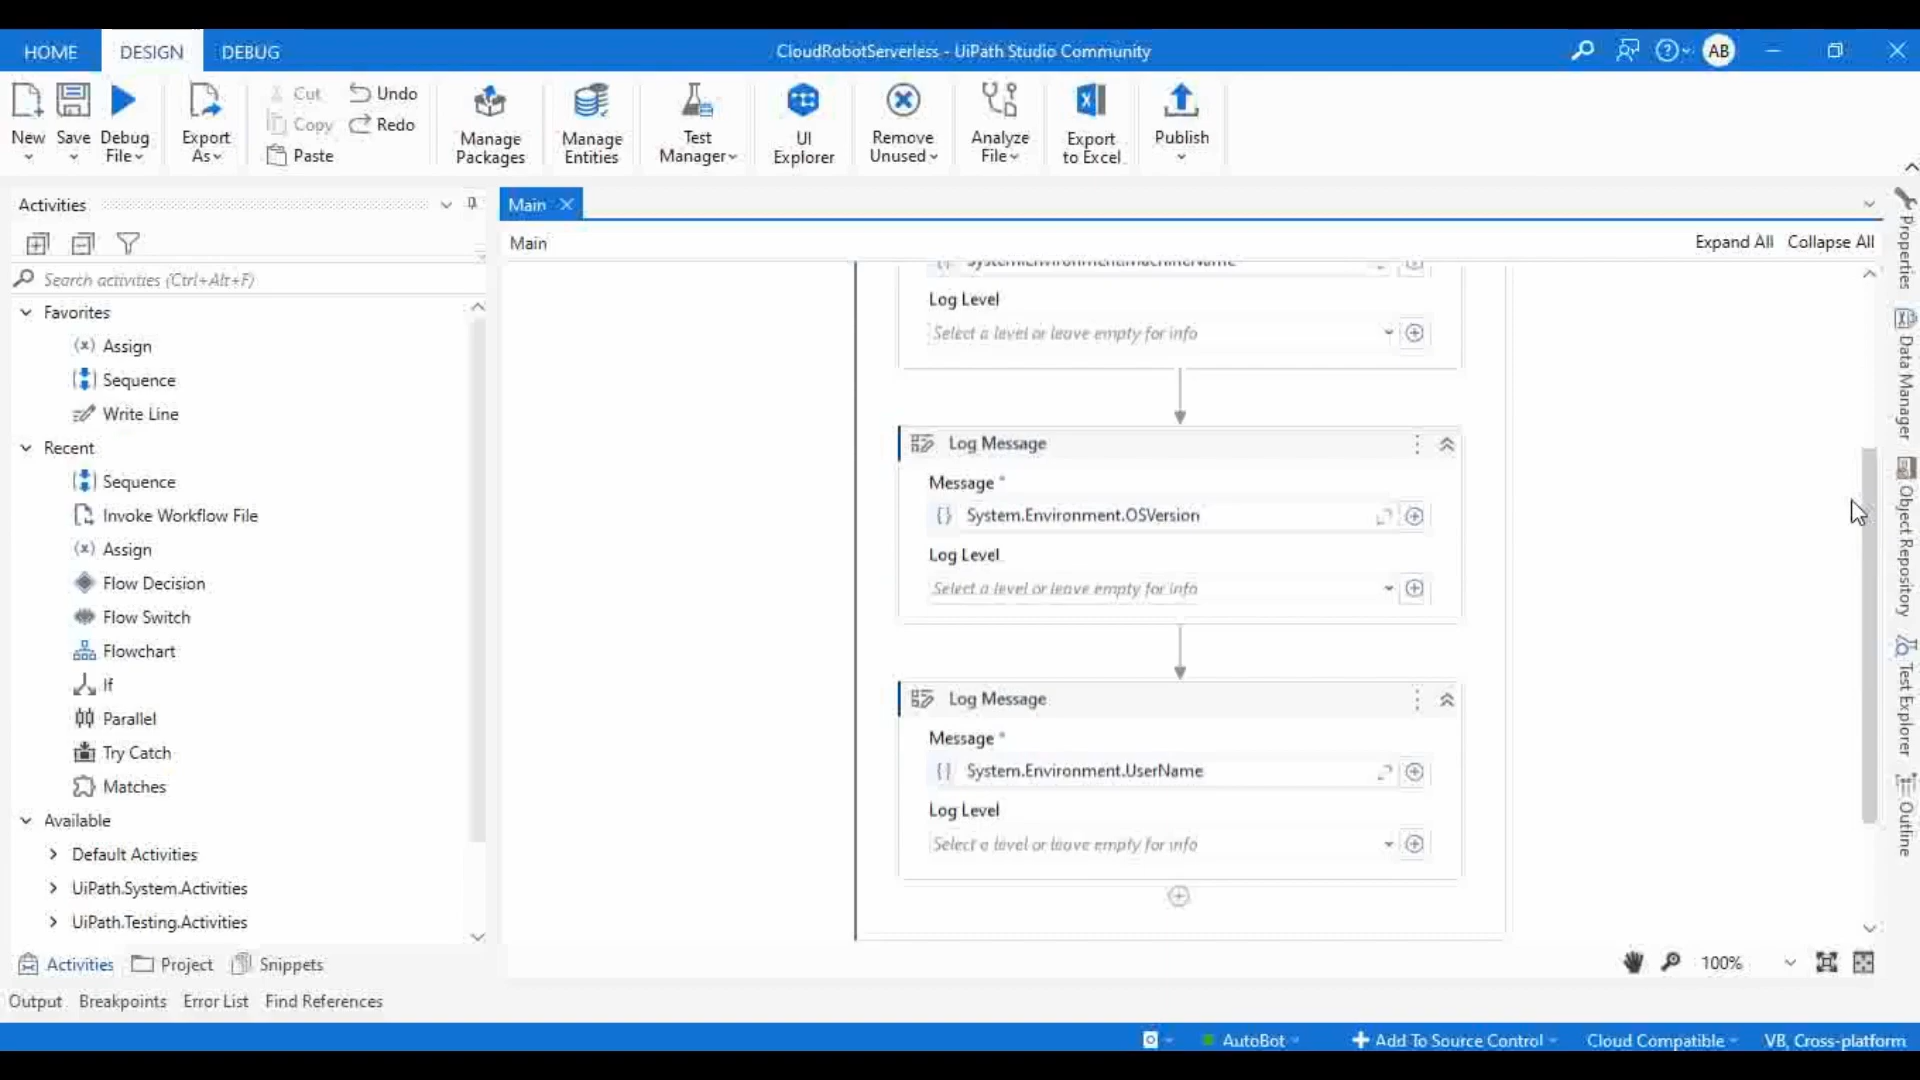 HOME
DESIGN
DEBUG
CloudRobotServerless - UiPath Studio Community
AB
New
Save
Debug File
Export As
Cut
Copy
Paste
Undo
Redo
Manage Packages
Manage Entities
Test Manager
UI Explorer
Remove Unused
Analyze File
Export to Excel
Publish
Activities
Search activities (Ctrl+Alt+F)
Favorites
Assign
Sequence
Write Line
Recent
Sequence
Invoke Workflow File
Assign
Flow Decision
Flow Switch
Flowchart
If
Parallel
Try Catch
Matches
Available
Default Activities
UiPath.System.Activities
UiPath.Testing.Activities
Activities
Project
Snippets
Main
Main
Expand All
Collapse All
System.Environment.MachineName
Log Level
Select a level or leave empty for info
Log Message
Message *
System.Environment.OSVersion
Log Level
Select a level or leave empty for info
Log Message
Message *
System.Environment.UserName
Log Level
Select a level or leave empty for info
100%
Properties
Data Manager
Object Repository
Test Explorer
Outline
Output
Breakpoints
Error List
Find References
AutoBot
Add To Source Control
Cloud Compatible
VB, Cross-platform